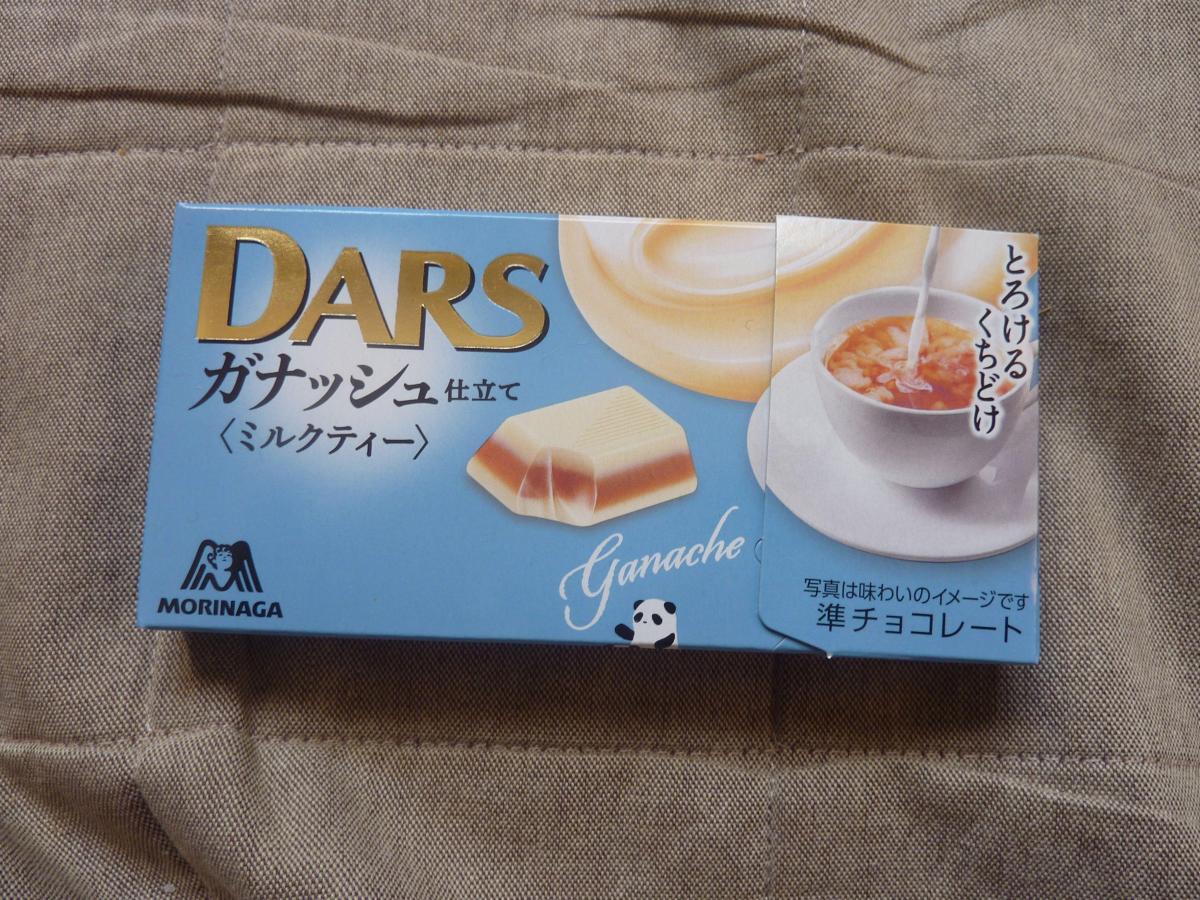 DARS
ガナッシュ仕立て
〈ミルクティー〉
Ganache
MORINAGA
とろける
くちどけ
写真は味わいのイメージです
準チョコレート